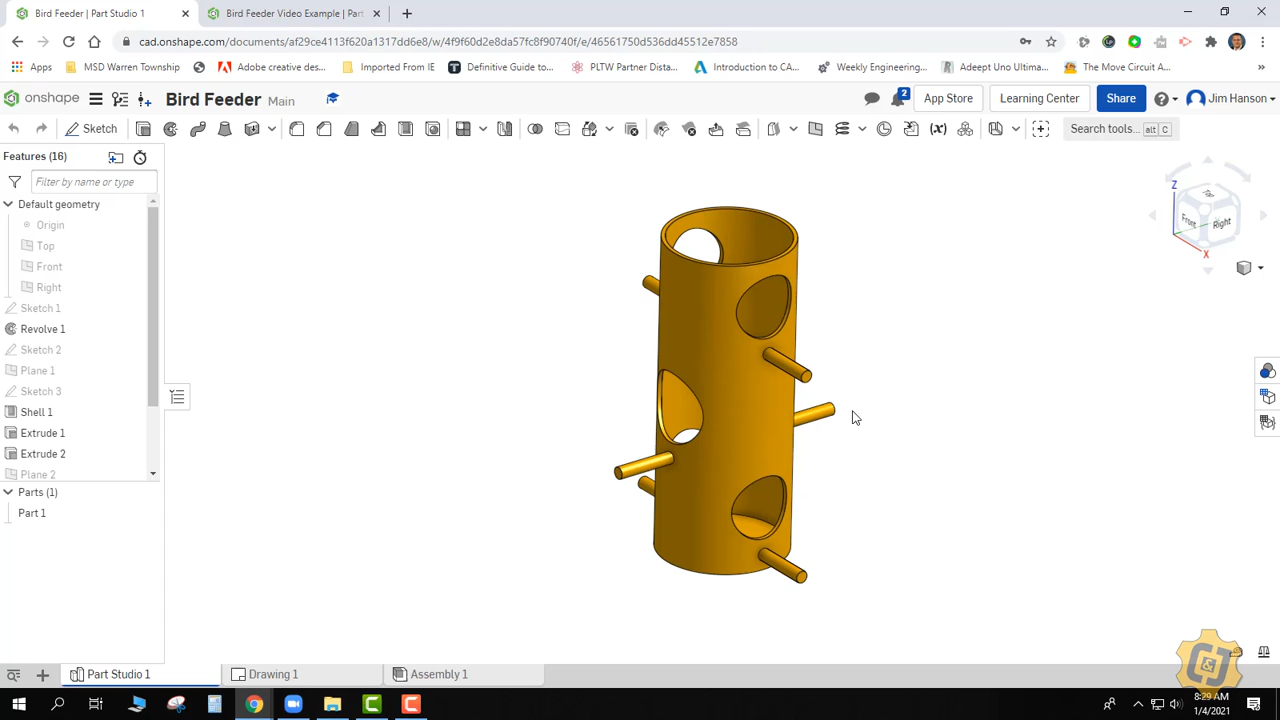 Bird Feeder | Part Studio 1
Bird Feeder Video Example | Part
cad.onshape.com/documents/af29ce4113f620a1317dd6e8/w/4f9f60d2e8da57fc8f90740f/e/46561750d536dd45512e7858
Apps
MSD Warren Township
Adobe creative des...
Imported From IE
Definitive Guide to...
PLTW Partner Dista...
Introduction to CA...
Weekly Engineering...
Adeept Uno Ultima...
The Move Circuit A...
»
onshape
Bird Feeder Main
2
App Store
Learning Center
Share
Jim Hanson
Sketch
(x)
Search tools... alt C
Features (16)
Filter by name or type
Default geometry
Origin
Top
Front
Right
Sketch 1
Revolve 1
Sketch 2
Plane 1
Sketch 3
Shell 1
Extrude 1
Extrude 2
Plane 2
Parts (1)
Part 1
Z
Front
Right
X
Part Studio 1
Drawing 1
Assembly 1
C&J
8:29 AM
1/4/2021